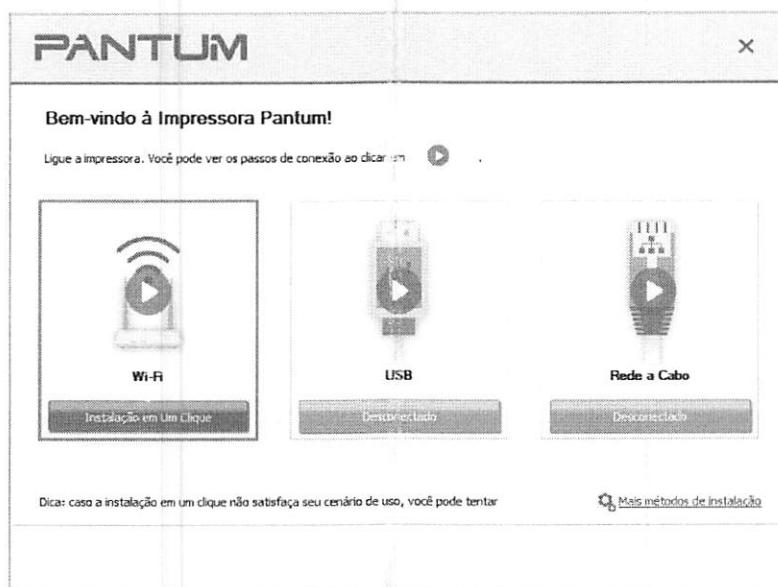 PANTUM
Bem-vindo à Impressora Pantum!
Ligue a impressora. Você pode ver os passos de conexão ao clicar em .
Wi-Fi
USB
Rede a Cabo
Instalação em Um Clique
Desconectado
Desconectado
Dica: caso a instalação em um clique não satisfaça seu cenário de uso, você pode tentar
Mais métodos de instalação